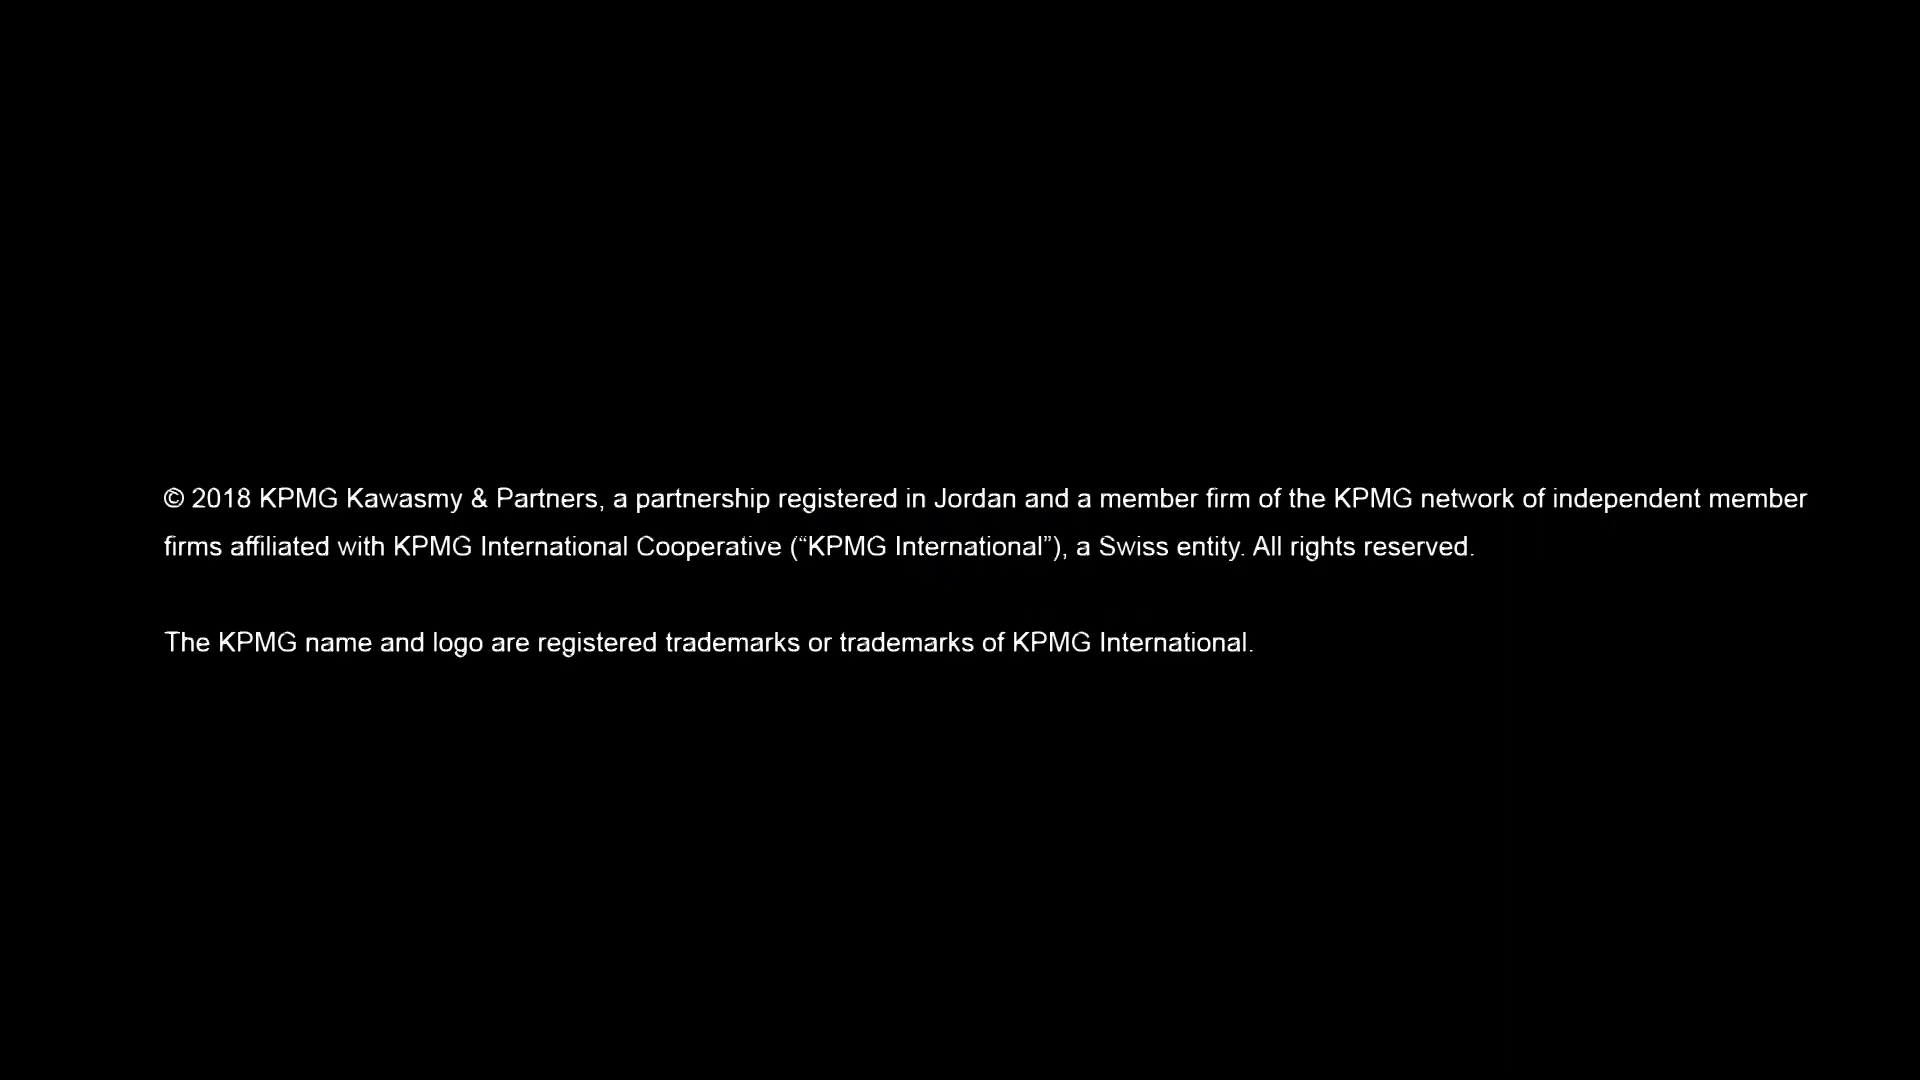 © 2018 KPMG Kawasmy & Partners, a partnership registered in Jordan and a member firm of the KPMG network of independent member
firms affiliated with KPMG International Cooperative (“KPMG International”), a Swiss entity. All rights reserved.
The KPMG name and logo are registered trademarks or trademarks of KPMG International.